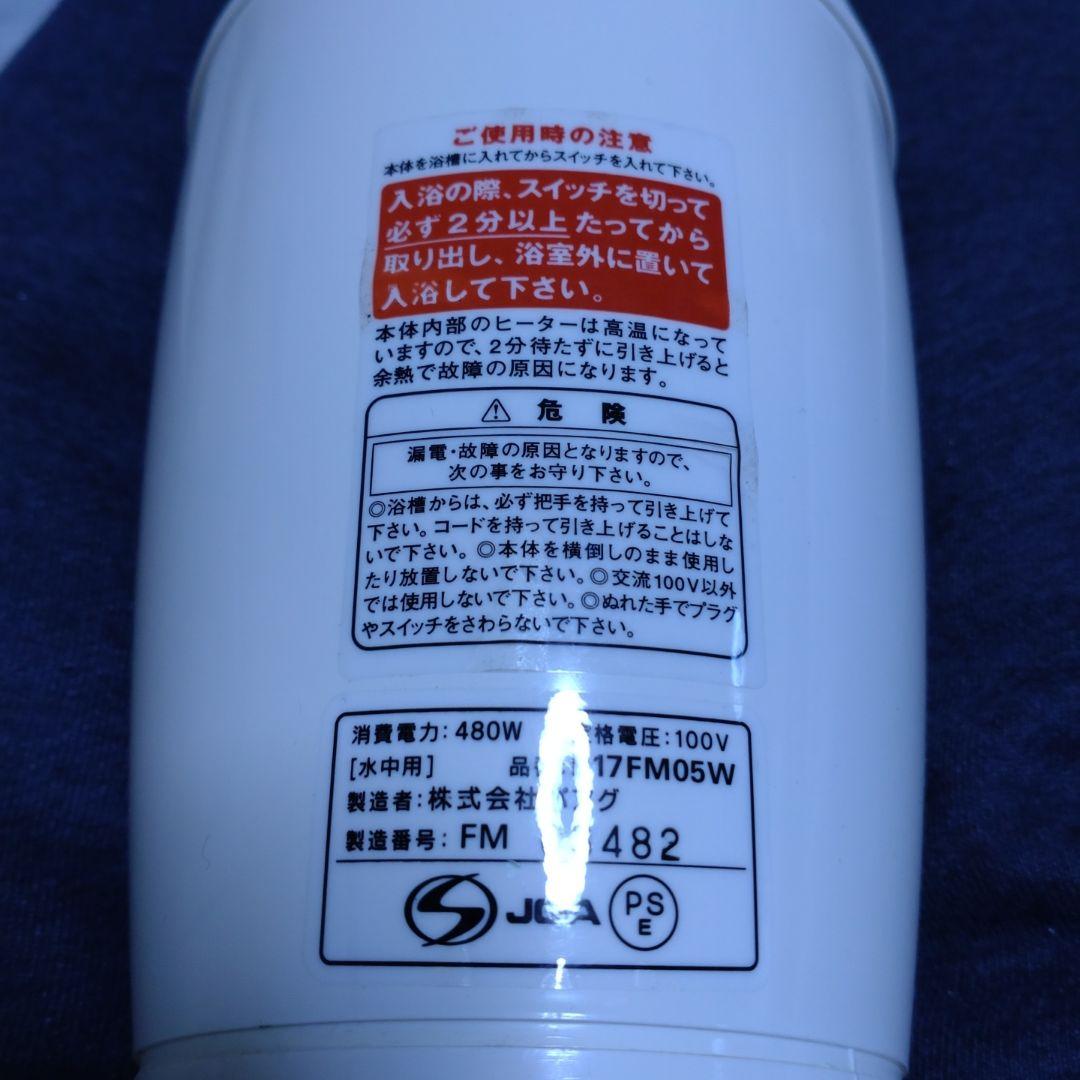 ご使用時の注意
本体を浴槽に入れてからスイッチを入れて下さい。
入浴の際、スイッチを切って
必ず2分以上たってから
取り出し、浴室外に置いて
入浴して下さい。
本体内部のヒーターは高温になって
いますので、2分待たずに引き上げると
余熱で故障の原因になります。
⚠ 危険
漏電・故障の原因となりますので、
次の事をお守り下さい。
◎浴槽からは、必ず把手を持って引き上げて
下さい。コードを持って引き上げることはしな
いで下さい。◎本体を横倒しのまま使用し
たり放置しないで下さい。◎交流100V以外
では使用しないで下さい。◎ぬれた手でプラグ
やスイッチをさわらないで下さい。
消費電力:480W 格電圧:100V
[水中用] 17FM05W
製造者:株式会社
製造番号:FM 482
PSE